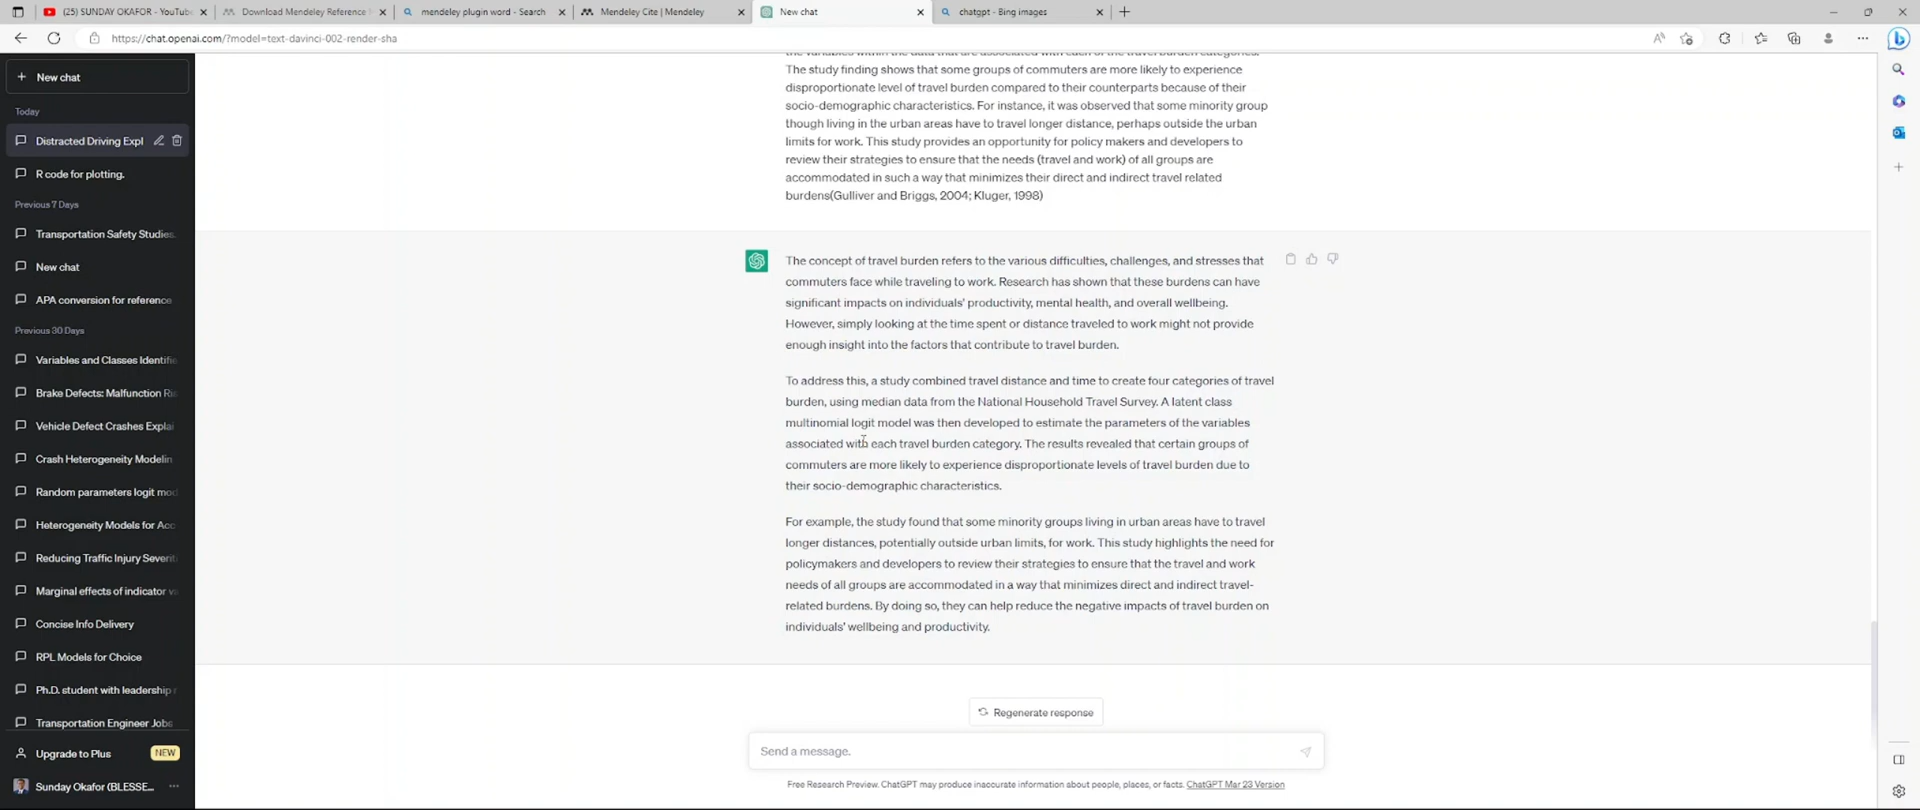 (25) SUNDAY OKAFOR - YouTube
Download Mendeley Reference
mendeley plugin word - Search
Mendeley Cite | Mendeley
New chat
chatgpt - Bing images
https://chat.openai.com/?model=text-davinci-002-render-sha
New chat
Today
Distracted Driving Expl
R code for plotting.
Previous 7 Days
Transportation Safety Studies.
New chat
APA conversion for reference
Previous 30 Days
Variables and Classes Identific
Brake Defects: Malfunction Ris
Vehicle Defect Crashes Explai
Crash Heterogeneity Modelin
Random parameters logit mod
Heterogeneity Models for Acc
Reducing Traffic Injury Severit
Marginal effects of indicator v
Concise Info Delivery
RPL Models for Choice
Ph.D. student with leadership
Transportation Engineer Jobs
Upgrade to Plus NEW
Sunday Okafor (BLESSE...
the variables within the data that are associated with each of the travel burden categories.
The study finding shows that some groups of commuters are more likely to experience
disproportionate level of travel burden compared to their counterparts because of their
socio-demographic characteristics. For instance, it was observed that some minority group
though living in the urban areas have to travel longer distance, perhaps outside the urban
limits for work. This study provides an opportunity for policy makers and developers to
review their strategies to ensure that the needs (travel and work) of all groups are
accommodated in such a way that minimizes their direct and indirect travel related
burdens(Gulliver and Briggs, 2004; Kluger, 1998)
The concept of travel burden refers to the various difficulties, challenges, and stresses that
commuters face while traveling to work. Research has shown that these burdens can have
significant impacts on individuals' productivity, mental health, and overall wellbeing.
However, simply looking at the time spent or distance traveled to work might not provide
enough insight into the factors that contribute to travel burden.
To address this, a study combined travel distance and time to create four categories of travel
burden, using median data from the National Household Travel Survey. A latent class
multinomial logit model was then developed to estimate the parameters of the variables
associated with each travel burden category. The results revealed that certain groups of
commuters are more likely to experience disproportionate levels of travel burden due to
their socio-demographic characteristics.
For example, the study found that some minority groups living in urban areas have to travel
longer distances, potentially outside urban limits, for work. This study highlights the need for
policymakers and developers to review their strategies to ensure that the travel and work
needs of all groups are accommodated in a way that minimizes direct and indirect travel-
related burdens. By doing so, they can help reduce the negative impacts of travel burden on
individuals' wellbeing and productivity.
Regenerate response
Send a message.
Free Research Preview. ChatGPT may produce inaccurate information about people, places, or facts. ChatGPT Mar 23 Version